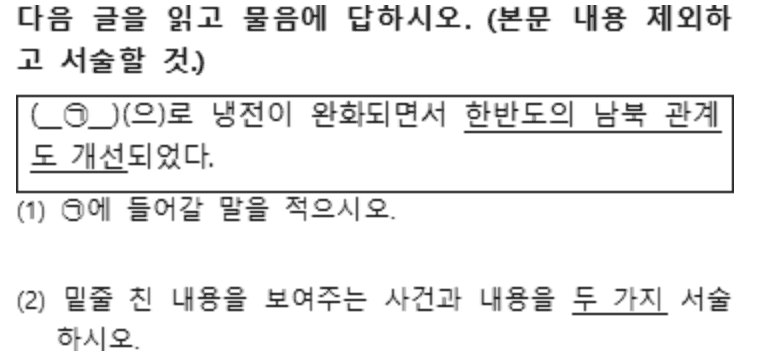 다음 글을 읽고 물음에 답하시오. (본문 내용 제외하
고 서술할 것.)
(_㉠_)(으)로 냉전이 완화되면서 한반도의 남북 관계
도 개선되었다.
(1) ㉠에 들어갈 말을 적으시오.
(2) 밑줄 친 내용을 보여주는 사건과 내용을 두 가지 서술
하시오.